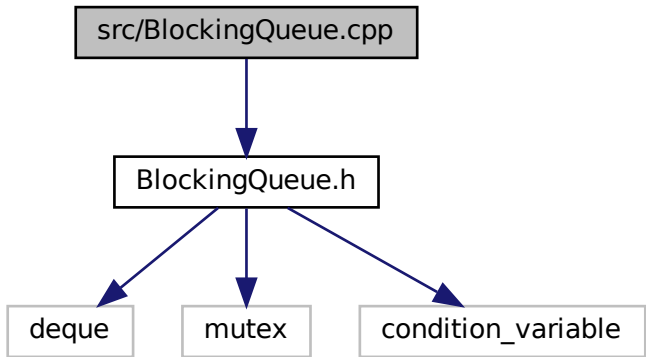 src/BlockingQueue.cpp
BlockingQueue.h
deque
mutex
condition_variable